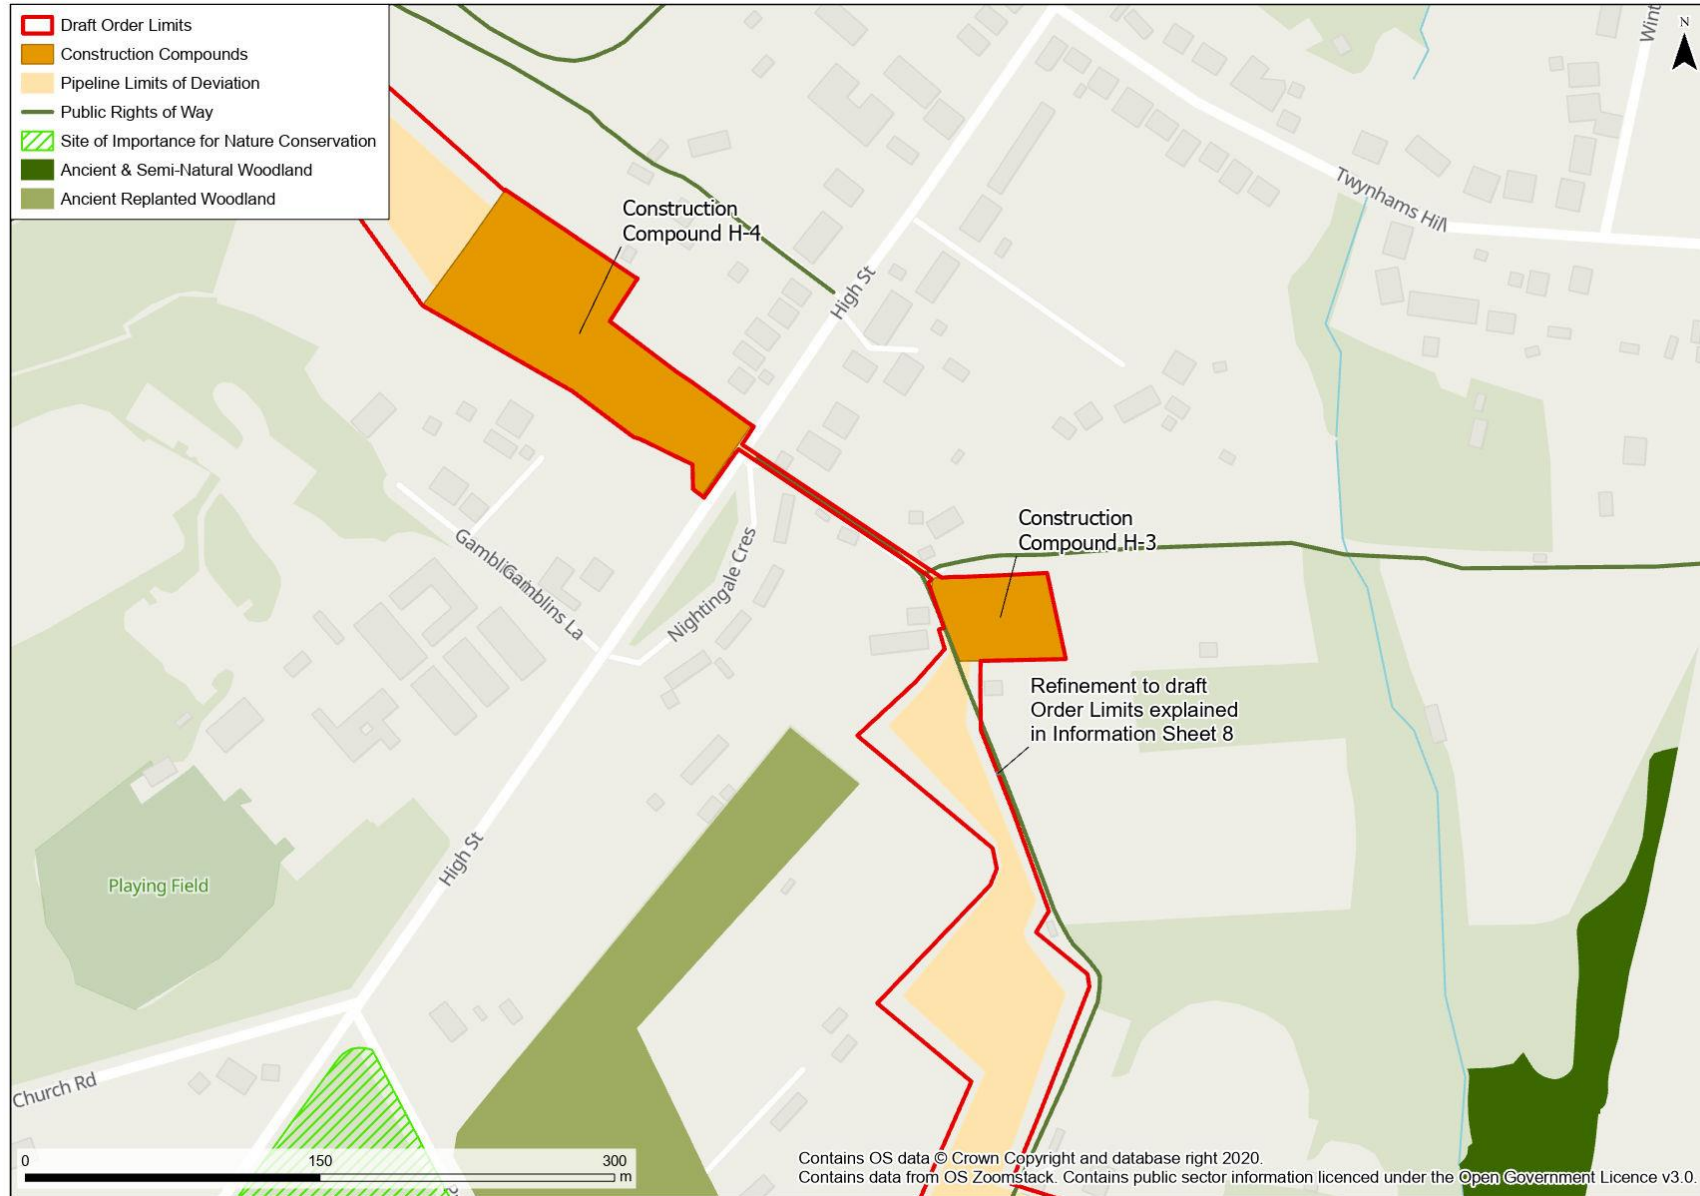 Draft Order Limits
Construction Compounds
Pipeline Limits of Deviation
Public Rights of Way
Site of Importance for Nature Conservation
Ancient & Semi-Natural Woodland
Ancient Replanted Woodland
N
Wint
Twynhams Hill
Construction
Compound H-4
High St
Construction
Compound H-3
Gamblins La
Nightingale Cres
Refinement to draft
Order Limits explained
in Information Sheet 8
High St
Playing Field
Church Rd
0 150 300
m
Contains OS data © Crown Copyright and database right 2020.
Contains data from OS Zoomstack. Contains public sector information licenced under the Open Government Licence v3.0.